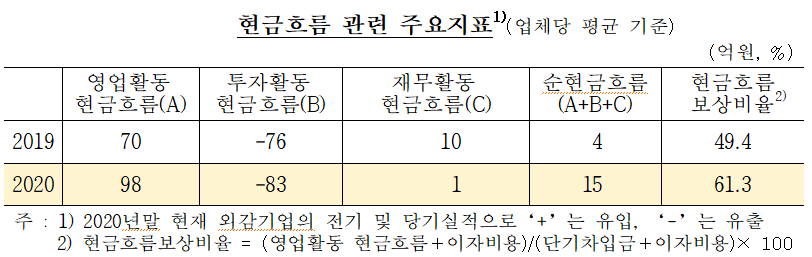 현금흐름 관련 주요지표1)(업체당 평균 기준)
(억원, %)
영업활동 현금흐름(A) 투자활동 현금흐름(B) 재무활동 현금흐름(C) 순현금흐름 (A+B+C) 현금흐름 보상비율2)
2019 70 -76 10 4 49.4
2020 98 -83 1 15 61.3
주 : 1) 2020년말 현재 외감기업의 전기 및 당기실적으로 ‘+’는 유입, ‘-’는 유출
2) 현금흐름보상비율 = (영업활동 현금흐름+이자비용)/(단기차입금+이자비용)× 100